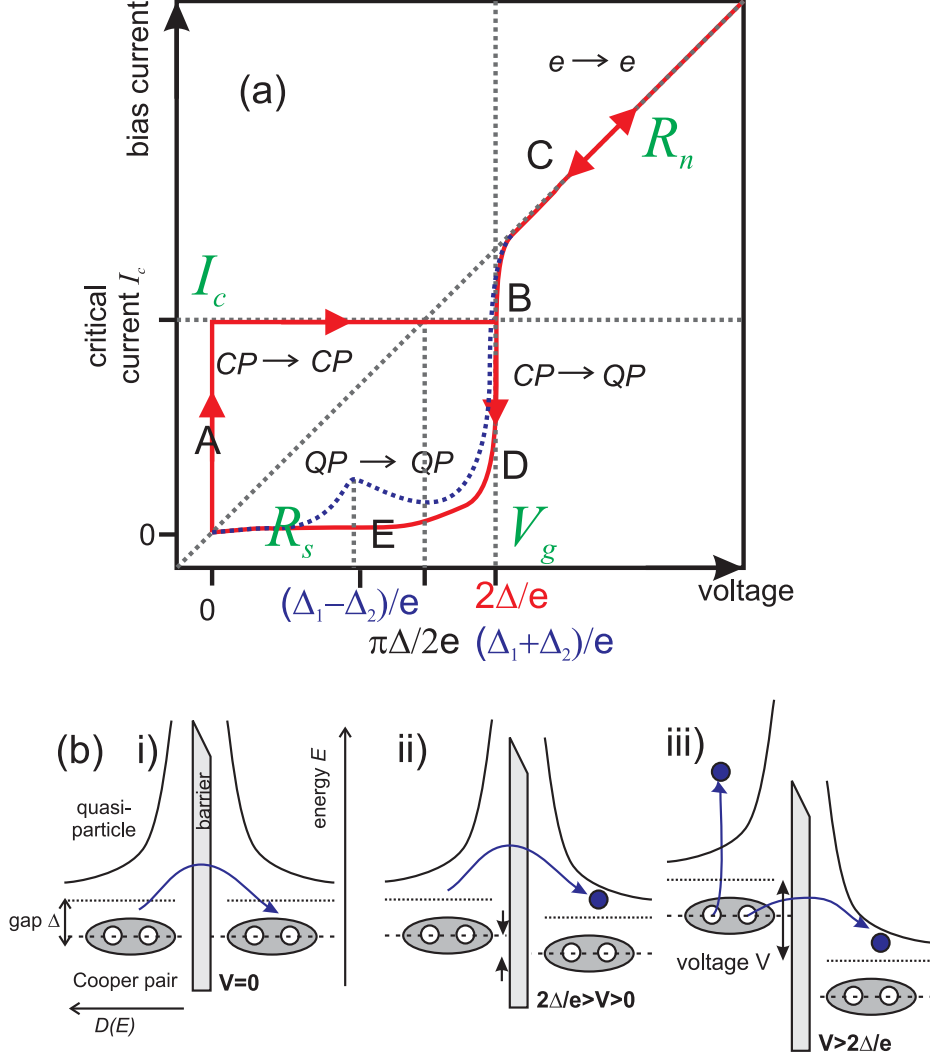 bias current
(a)
e → e
C
R_n
I_c
B
critical
current I_c
CP → CP
CP → QP
A
QP → QP
D
R_s
E
V_g
0
voltage
0
(Δ₁−Δ₂)/e
2Δ/e
πΔ/2e
(Δ₁+Δ₂)/e
(b)
i)
ii)
iii)
quasi-
particle
barrier
energy E
gap Δ
Cooper pair
V=0
D(E)
2Δ/e>V>0
voltage V
V>2Δ/e